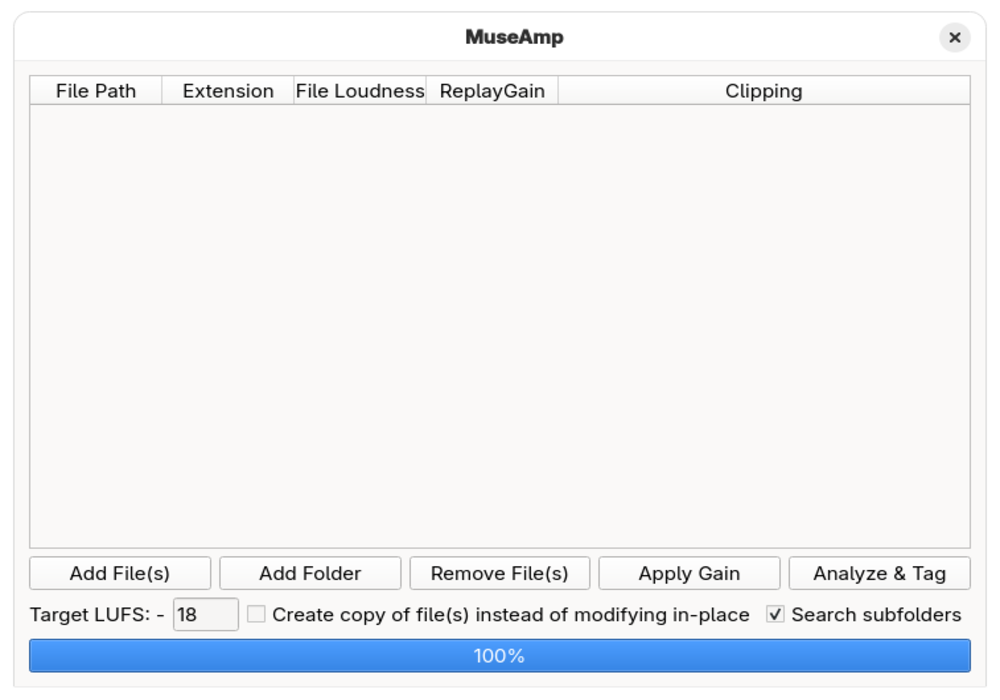 MuseAmp
File Path Extension File Loudness ReplayGain Clipping
Add File(s) Add Folder Remove File(s) Apply Gain Analyze & Tag
Target LUFS: - 18 Create copy of file(s) instead of modifying in-place Search subfolders
100%